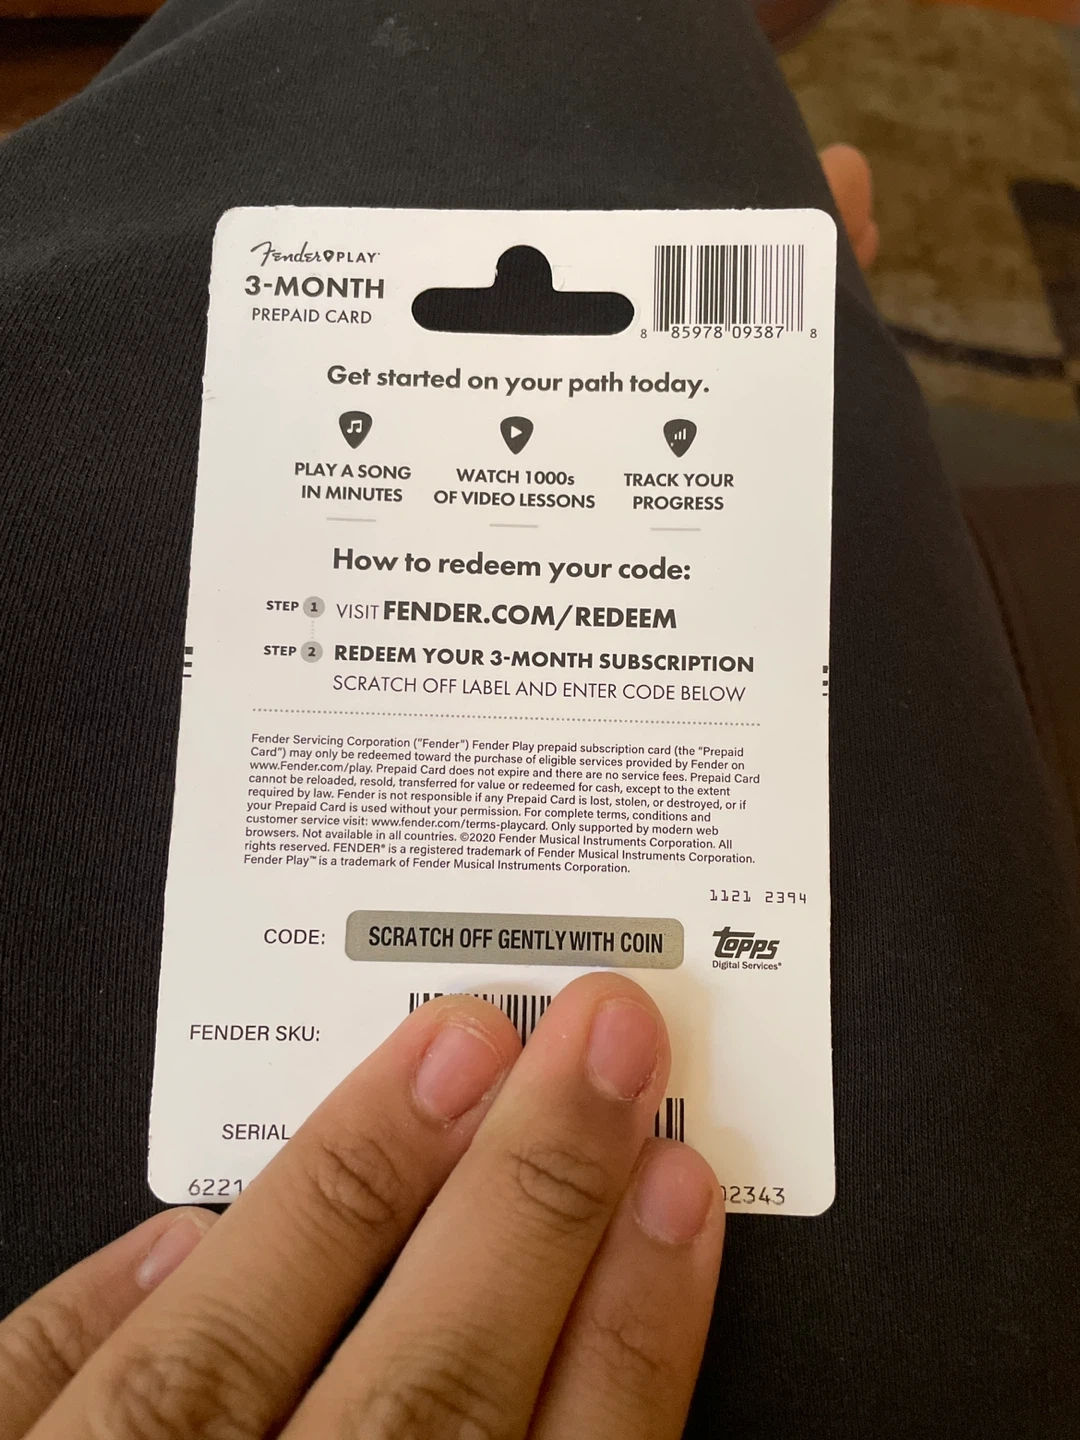 Fender PLAY
3-MONTH
PREPAID CARD
8 85978 09387 8
Get started on your path today.
PLAY A SONG
IN MINUTES
WATCH 1000s
OF VIDEO LESSONS
TRACK YOUR
PROGRESS
How to redeem your code:
STEP 1 VISIT FENDER.COM/REDEEM
STEP 2 REDEEM YOUR 3-MONTH SUBSCRIPTION
SCRATCH OFF LABEL AND ENTER CODE BELOW
Fender Servicing Corporation ("Fender") Fender Play prepaid subscription card (the "Prepaid
Card") may only be redeemed toward the purchase of eligible services provided by Fender on
www.Fender.com/play. Prepaid Card does not expire and there are no service fees. Prepaid Card
cannot be reloaded, resold, transferred for value or redeemed for cash, except to the extent
required by law. Fender is not responsible if any Prepaid Card is lost, stolen, or destroyed, or if
your Prepaid Card is used without your permission. For complete terms, conditions and
customer service visit: www.fender.com/terms-playcard. Only supported by modern web
browsers. Not available in all countries. ©2020 Fender Musical Instruments Corporation. All
rights reserved. FENDER® is a registered trademark of Fender Musical Instruments Corporation.
Fender Play™ is a trademark of Fender Musical Instruments Corporation.
1121 2394
CODE: SCRATCH OFF GENTLY WITH COIN
Topps
Digital Services®
FENDER SKU:
SERIAL
6221
2343